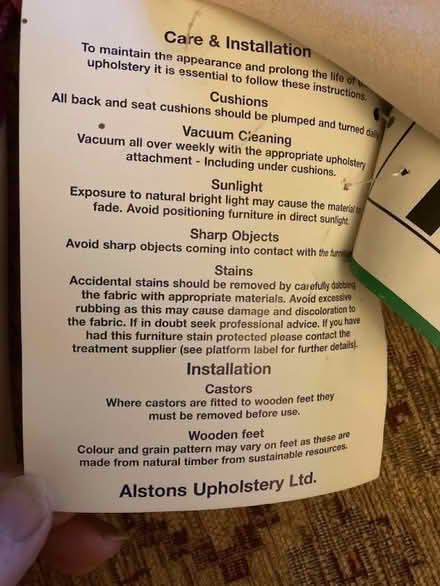 Care & Installation
To maintain the appearance and prolong the life of
upholstery it is essential to follow these instructions.
Cushions
All back and seat cushions should be plumped and turned daily
Vacuum Cleaning
Vacuum all over weekly with the appropriate upholstery
attachment - Including under cushions.
Sunlight
Exposure to natural bright light may cause the material to
fade. Avoid positioning furniture in direct sunlight.
Sharp Objects
Avoid sharp objects coming into contact with the
Stains
Accidental stains should be removed by carefully dabbing
the fabric with appropriate materials. Avoid excessive
rubbing as this may cause damage and discoloration to
the fabric. If in doubt seek professional advice. If you have
had this furniture stain protected please contact the
treatment supplier (see platform label for further details).
Installation
Castors
Where castors are fitted to wooden feet they
must be removed before use.
Wooden feet
Colour and grain pattern may vary on feet as these are
made from natural timber from sustainable resources.
Alstons Upholstery Ltd.